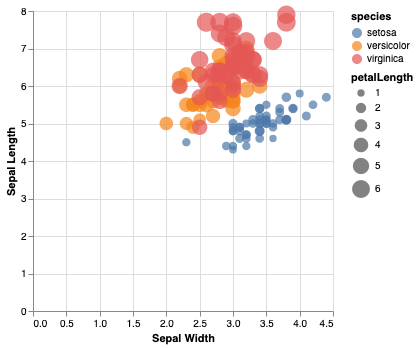 8
7
6
5
4
3
2
1
0
Sepal Length
0.0 0.5 1.0 1.5 2.0 2.5 3.0 3.5 4.0 4.5
Sepal Width
species
setosa
versicolor
virginica
petalLength
1
2
3
4
5
6